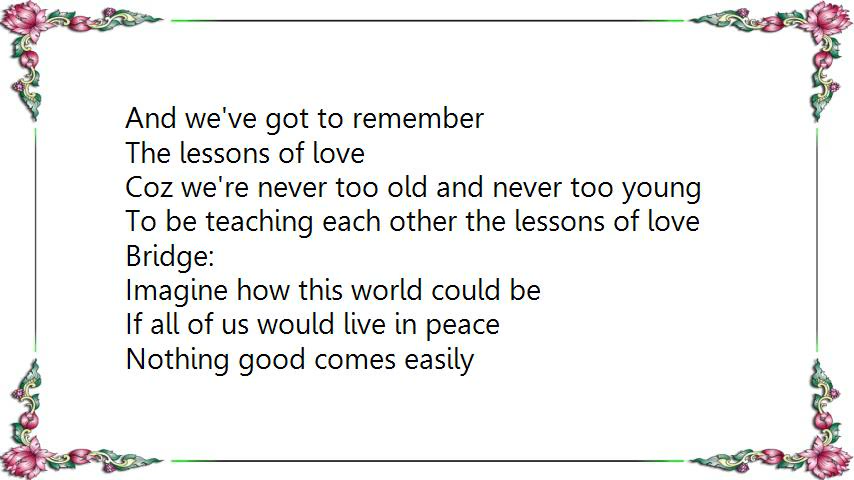 And we've got to remember
The lessons of love
Coz we're never too old and never too young
To be teaching each other the lessons of love
Bridge:
Imagine how this world could be
If all of us would live in peace
Nothing good comes easily